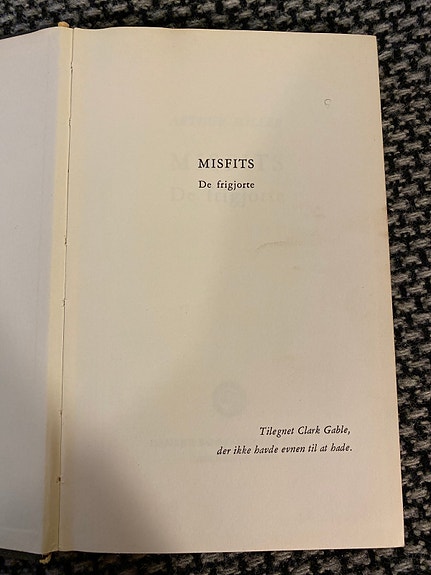 MISFITS
De frigjorte
Tilegnet Clark Gable,
der ikke havde evnen til at hade.